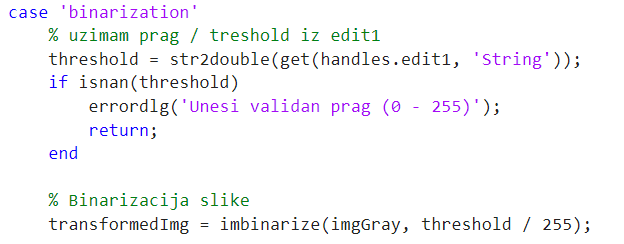 case 'binarization'
% uzimam prag / treshold iz edit1
threshold = str2double(get(handles.edit1, 'String'));
if isnan(threshold)
errordlg('Unesi validan prag (0 - 255)');
return;
end
% Binarizacija slike
transformedImg = imbinarize(imgGray, threshold / 255);